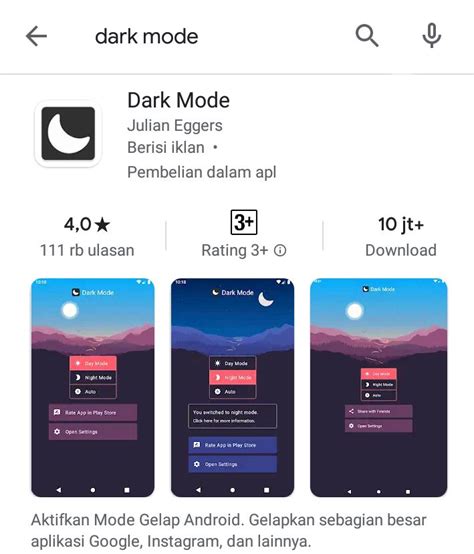 dark mode
Dark Mode
Julian Eggers
Berisi iklan •
Pembelian dalam apl
4,0★ 3+ 10 jt+
111 rb ulasan Rating 3+ Download
10:10
Dark Mode
Day Mode
Night Mode
Auto
Rate App in Play Store
Open Settings
10:10
Dark Mode
Day Mode
Night Mode
Auto
You switched to night mode.
Click here for more information.
Rate App in Play Store
Open Settings
Dark Mode
Day Mode
Night Mode
Auto
Share with Friends
Open Settings
Aktifkan Mode Gelap Android. Gelapkan sebagian besar
aplikasi Google, Instagram, dan lainnya.